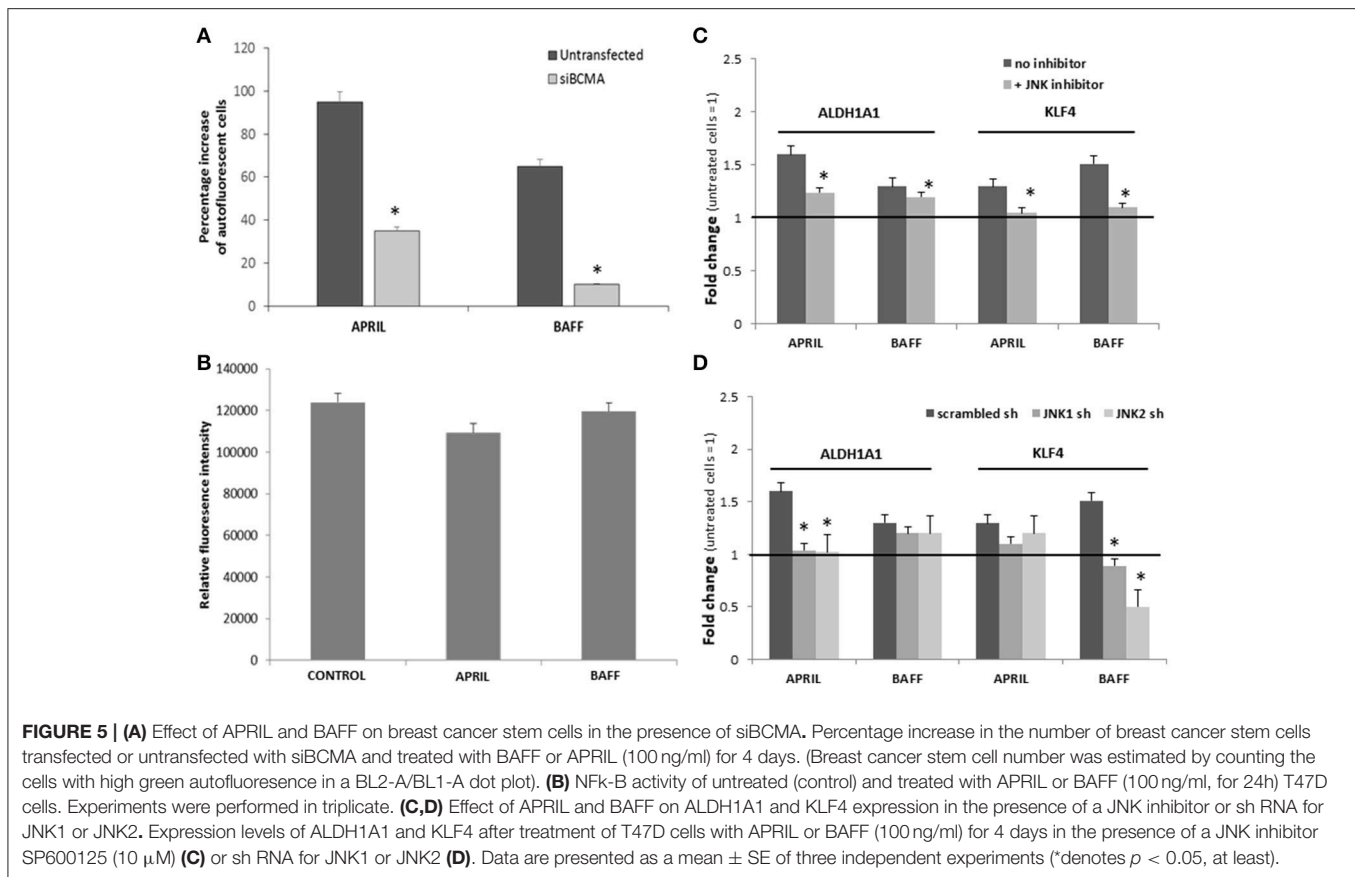 A
120
100
80
60
40
20
0
Percentage increase
of autofluorescent cells
Untransfected
siBCMA
*
*
APRIL
BAFF
B
140000
120000
100000
80000
60000
40000
20000
0
Relative fluoresence intensity
CONTROL
APRIL
BAFF
C
2.5
2
1.5
1
0.5
0
Fold change (untreated cells =1)
no inhibitor
+ JNK inhibitor
ALDH1A1
KLF4
*
*
*
*
APRIL
BAFF
APRIL
BAFF
D
2.5
2
1.5
1
0.5
0
Fold change (untreated cells =1)
scrambled sh
JNK1 sh
JNK2 sh
ALDH1A1
KLF4
*
*
*
*
APRIL
BAFF
APRIL
BAFF
FIGURE 5 | (A) Effect of APRIL and BAFF on breast cancer stem cells in the presence of siBCMA. Percentage increase in the number of breast cancer stem cells
transfected or untransfected with siBCMA and treated with BAFF or APRIL (100 ng/ml) for 4 days. (Breast cancer stem cell number was estimated by counting the
cells with high green autofluoresence in a BL2-A/BL1-A dot plot). (B) NFk-B activity of untreated (control) and treated with APRIL or BAFF (100 ng/ml, for 24h) T47D
cells. Experiments were performed in triplicate. (C,D) Effect of APRIL and BAFF on ALDH1A1 and KLF4 expression in the presence of a JNK inhibitor or sh RNA for
JNK1 or JNK2. Expression levels of ALDH1A1 and KLF4 after treatment of T47D cells with APRIL or BAFF (100 ng/ml) for 4 days in the presence of a JNK inhibitor
SP600125 (10 μM) (C) or sh RNA for JNK1 or JNK2 (D). Data are presented as a mean ± SE of three independent experiments (*denotes p < 0.05, at least).